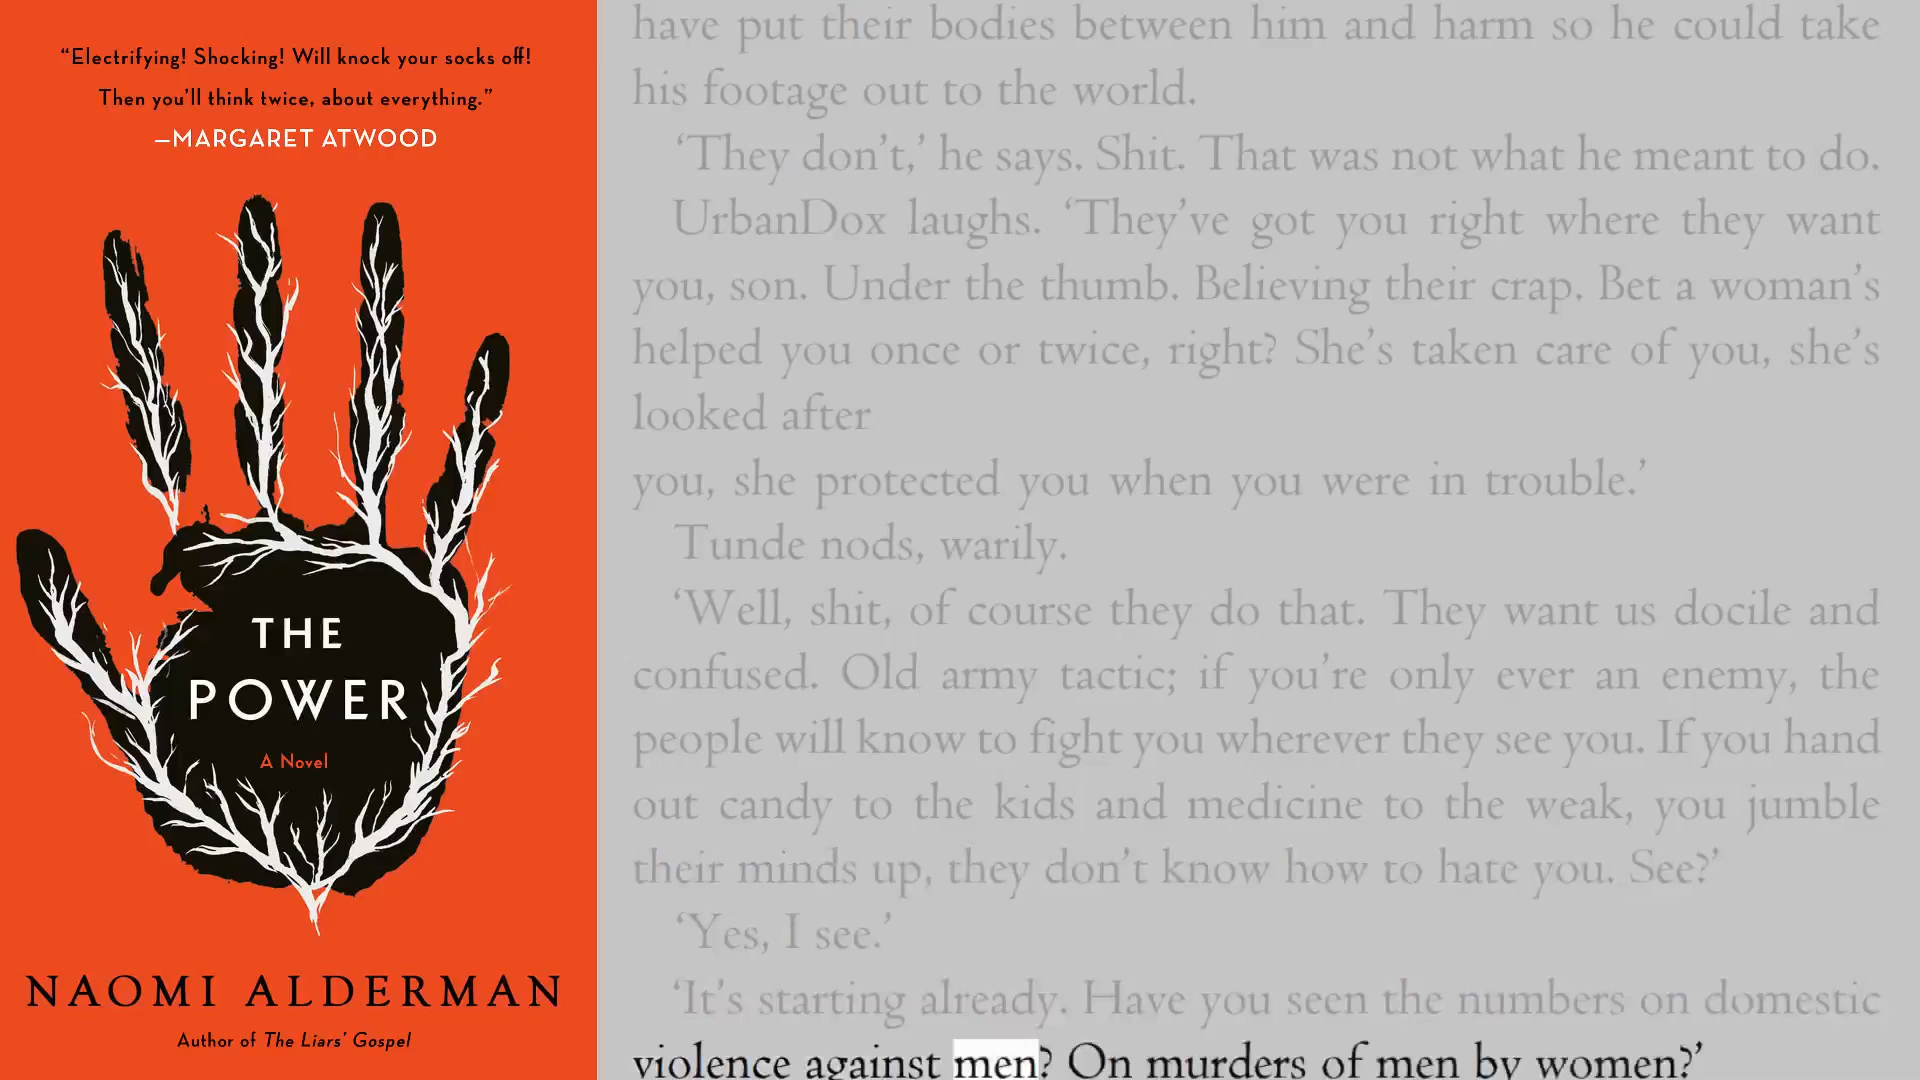 “Electrifying! Shocking! Will knock your socks off!
Then you’ll think twice, about everything.”
—MARGARET ATWOOD
THE
POWER
A Novel
NAOMI ALDERMAN
Author of The Liars’ Gospel
have put their bodies between him and harm so he could take
his footage out to the world.
‘They don’t,’ he says. Shit. That was not what he meant to do.
UrbanDox laughs. ‘They’ve got you right where they want
you, son. Under the thumb. Believing their crap. Bet a woman’s
helped you once or twice, right? She’s taken care of you, she’s
looked after
you, she protected you when you were in trouble.’
Tunde nods, warily.
‘Well, shit, of course they do that. They want us docile and
confused. Old army tactic; if you’re only ever an enemy, the
people will know to fight you wherever they see you. If you hand
out candy to the kids and medicine to the weak, you jumble
their minds up, they don’t know how to hate you. See?’
‘Yes, I see.’
‘It’s starting already. Have you seen the numbers on domestic
violence against men? On murders of men by women?’